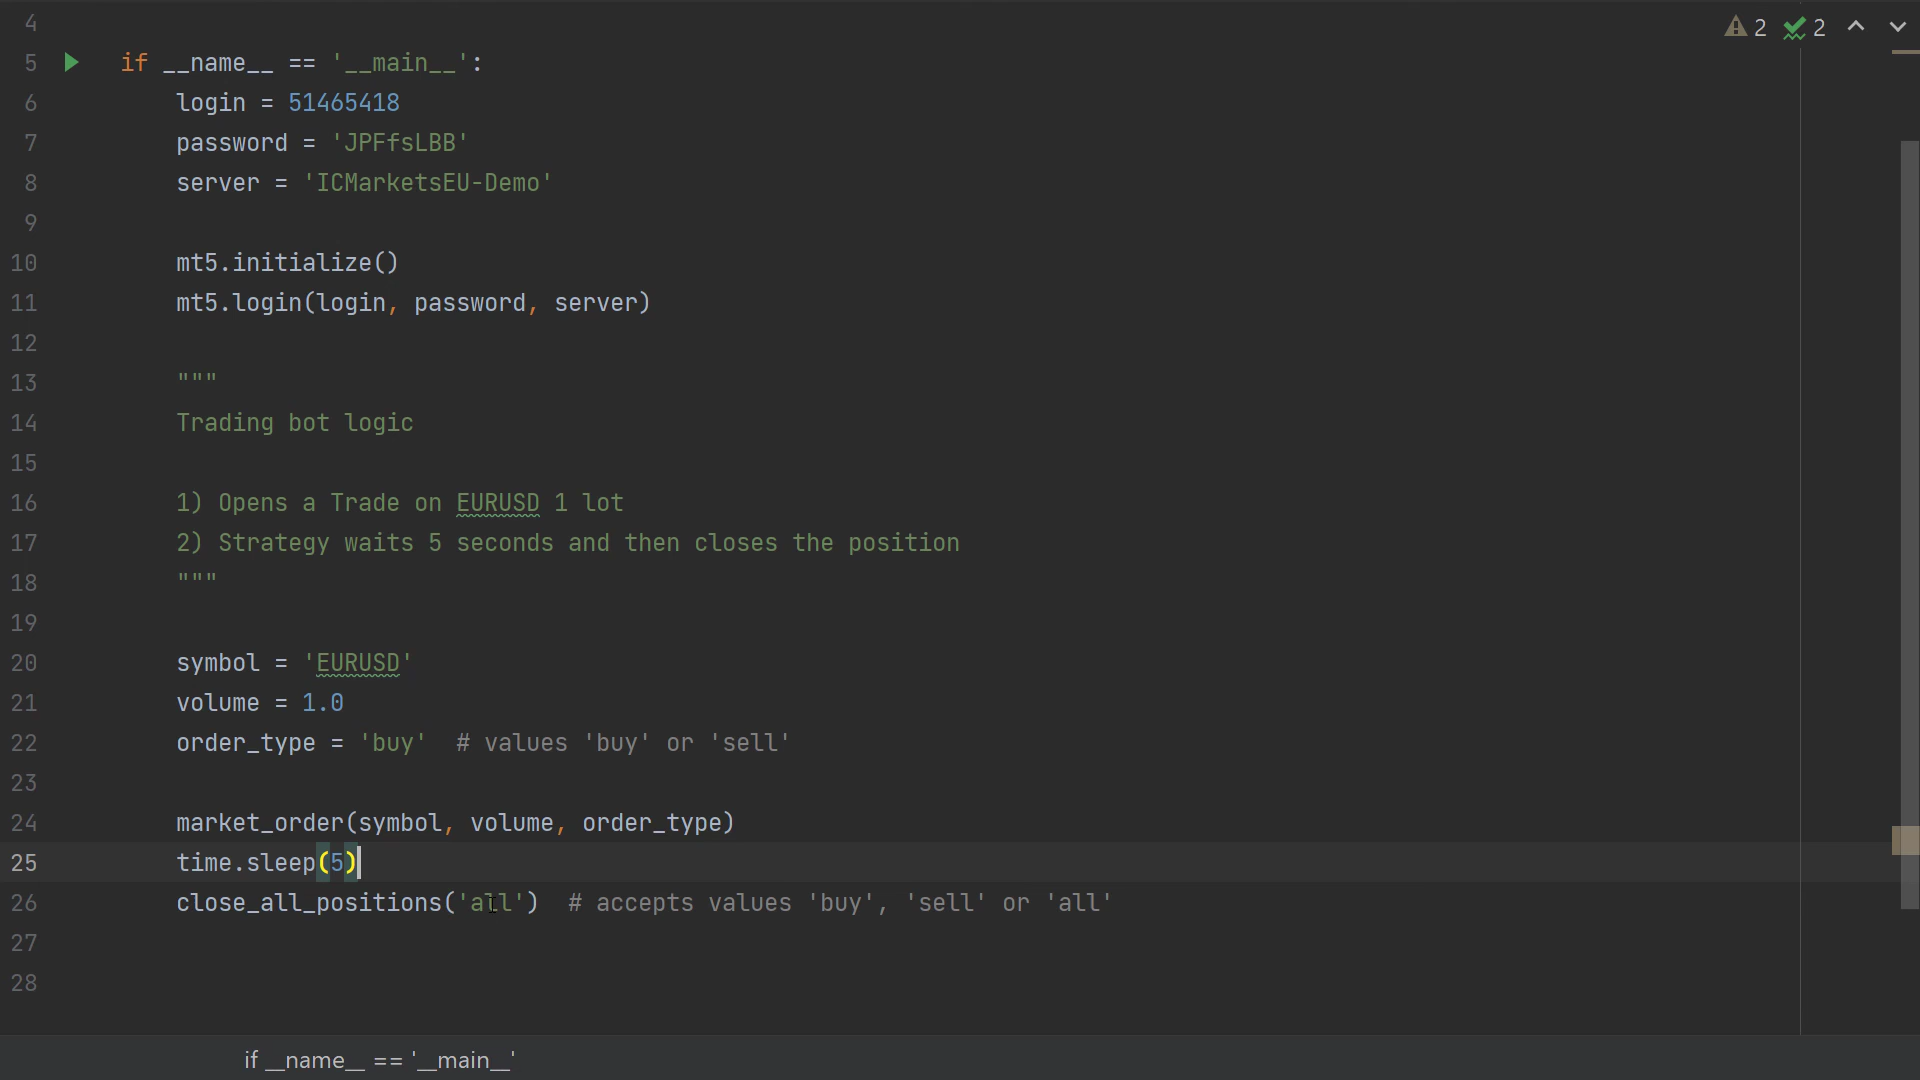 4
2 2
5 if __name__ == '__main__':
6 login = 51465418
7 password = 'JPFfsLBB'
8 server = 'ICMarketsEU-Demo'
9
10 mt5.initialize()
11 mt5.login(login, password, server)
12
13 """
14 Trading bot logic
15
16 1) Opens a Trade on EURUSD 1 lot
17 2) Strategy waits 5 seconds and then closes the position
18 """
19
20 symbol = 'EURUSD'
21 volume = 1.0
22 order_type = 'buy'  # values 'buy' or 'sell'
23
24 market_order(symbol, volume, order_type)
25 time.sleep(5)
26 close_all_positions('all')  # accepts values 'buy', 'sell' or 'all'
27
28
if __name__ == '__main__'